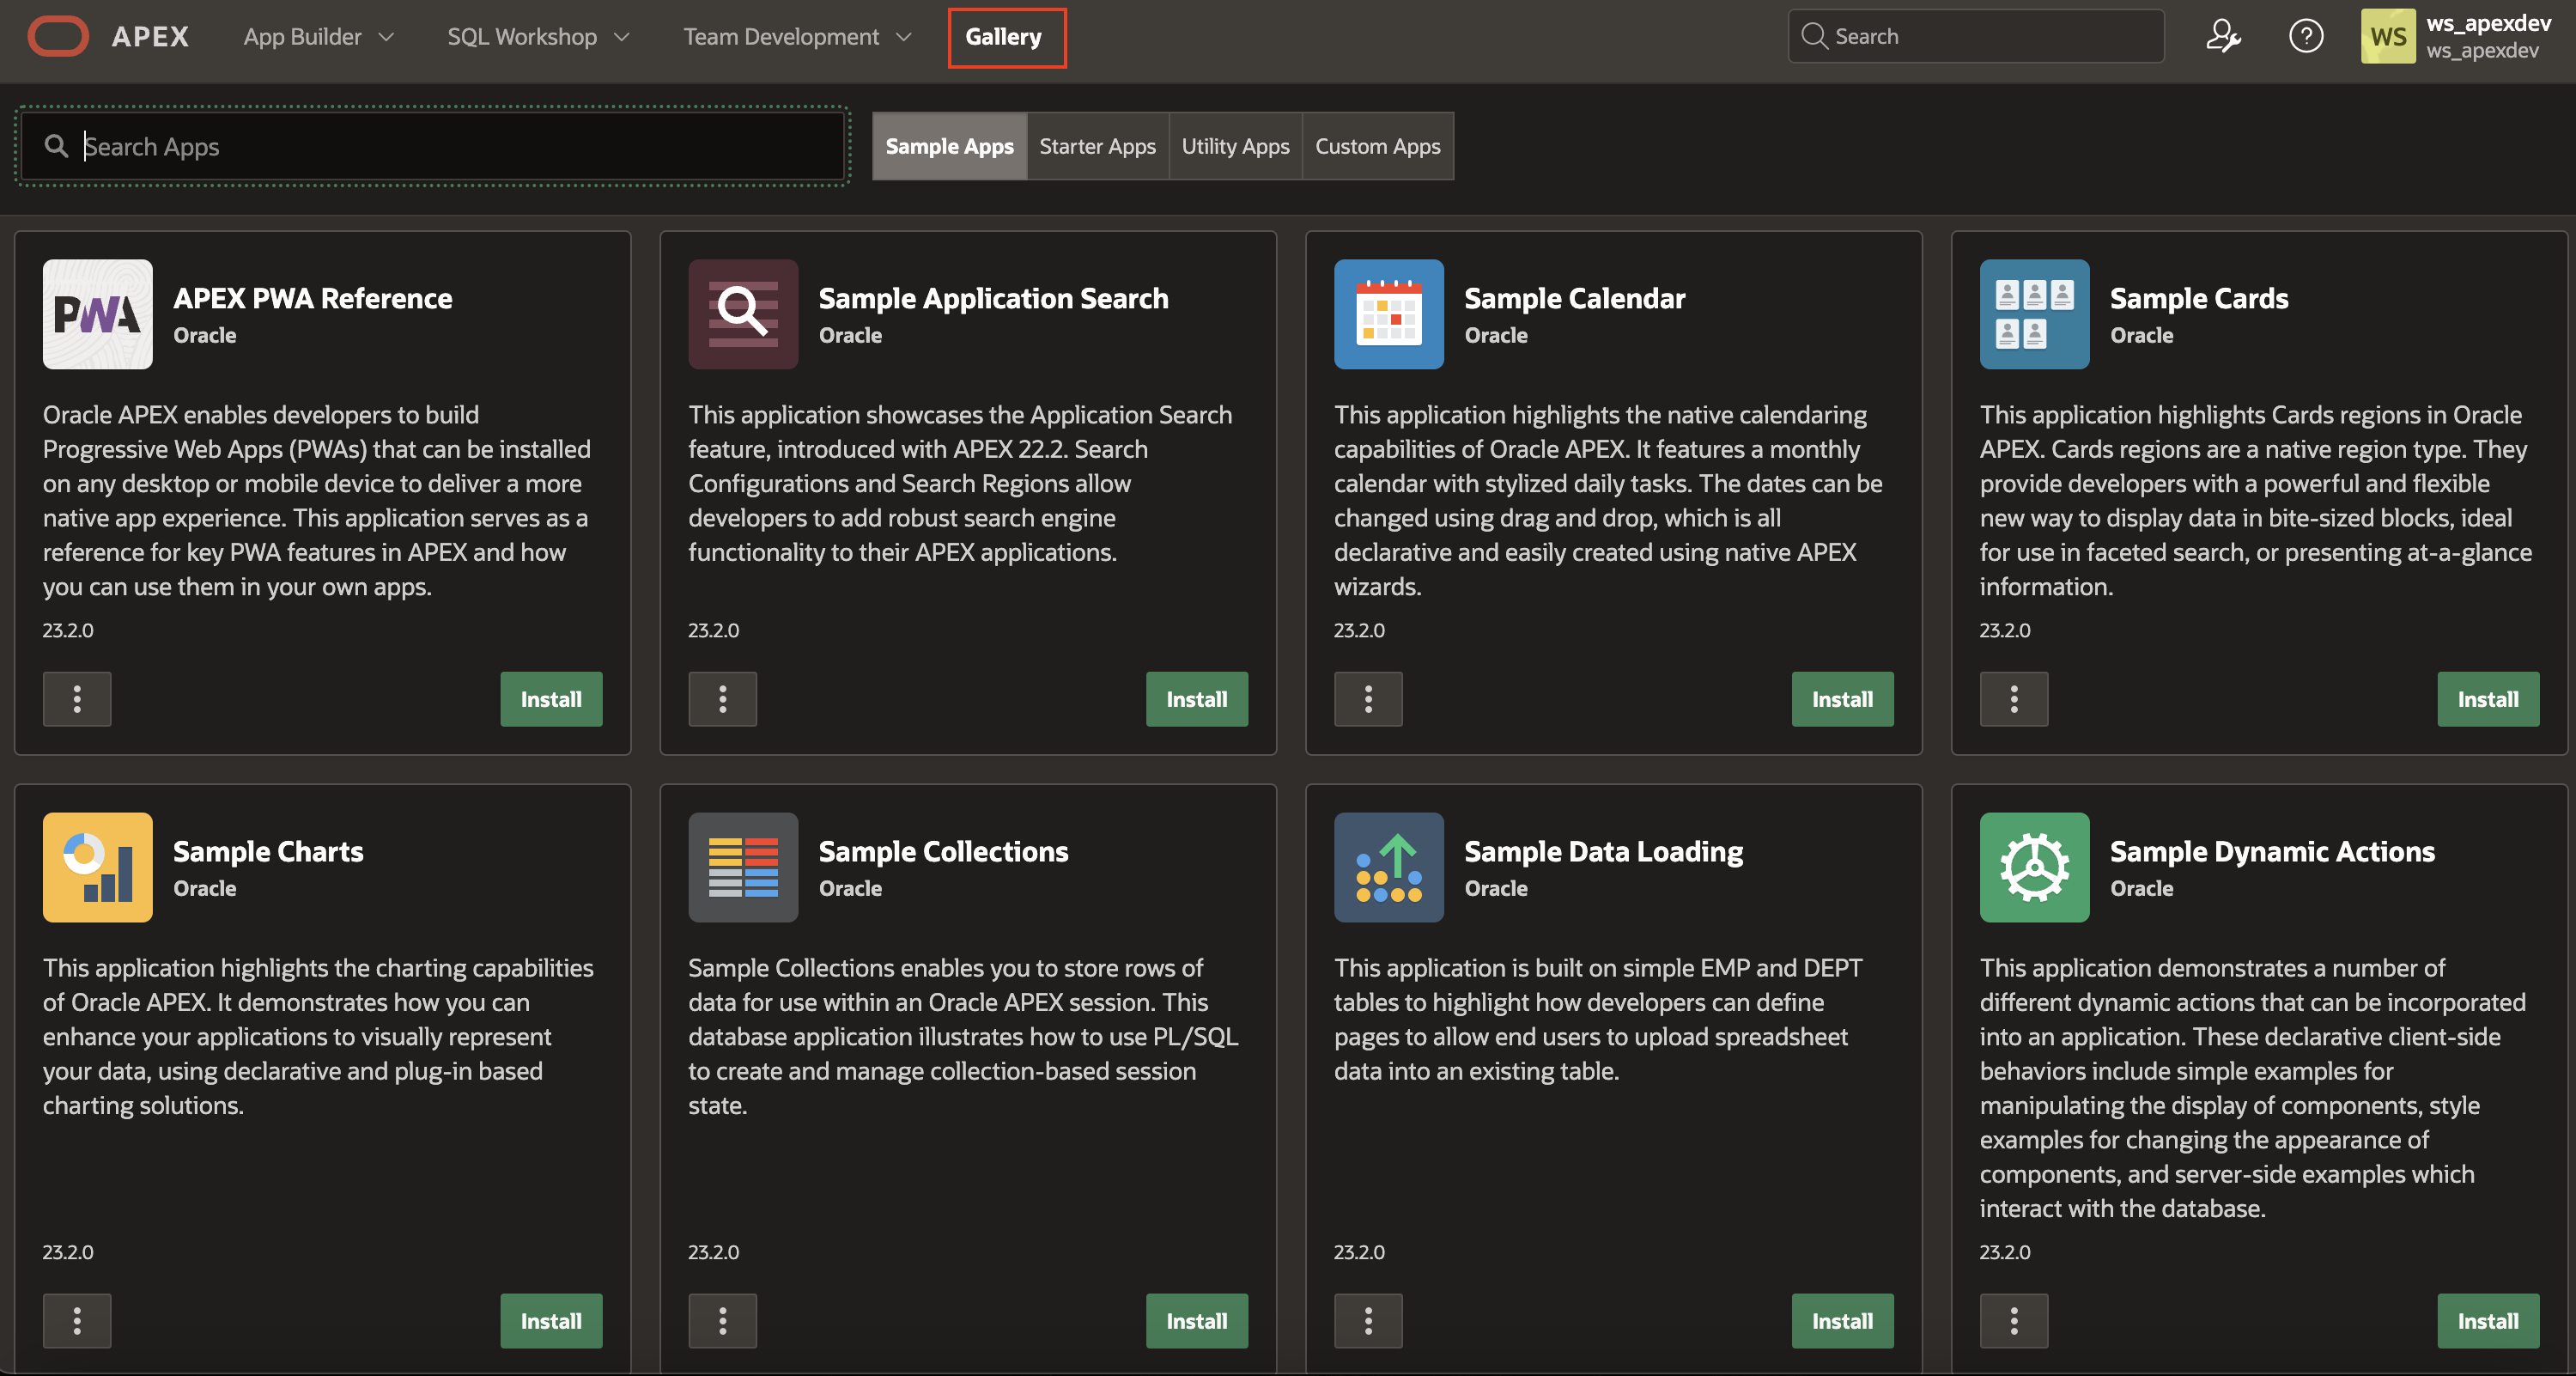 APEX
App Builder
SQL Workshop
Team Development
Gallery
Search
WS
ws_apexdev
ws_apexdev
Search Apps
Sample Apps
Starter Apps
Utility Apps
Custom Apps
PWA
APEX PWA Reference
Oracle
Oracle APEX enables developers to build
Progressive Web Apps (PWAs) that can be installed
on any desktop or mobile device to deliver a more
native app experience. This application serves as a
reference for key PWA features in APEX and how
you can use them in your own apps.
23.2.0
Install
Sample Application Search
Oracle
This application showcases the Application Search
feature, introduced with APEX 22.2. Search
Configurations and Search Regions allow
developers to add robust search engine
functionality to their APEX applications.
23.2.0
Install
Sample Calendar
Oracle
This application highlights the native calendaring
capabilities of Oracle APEX. It features a monthly
calendar with stylized daily tasks. The dates can be
changed using drag and drop, which is all
declarative and easily created using native APEX
wizards.
23.2.0
Install
Sample Cards
Oracle
This application highlights Cards regions in Oracle
APEX. Cards regions are a native region type. They
provide developers with a powerful and flexible
new way to display data in bite-sized blocks, ideal
for use in faceted search, or presenting at-a-glance
information.
23.2.0
Install
Sample Charts
Oracle
This application highlights the charting capabilities
of Oracle APEX. It demonstrates how you can
enhance your applications to visually represent
your data, using declarative and plug-in based
charting solutions.
23.2.0
Install
Sample Collections
Oracle
Sample Collections enables you to store rows of
data for use within an Oracle APEX session. This
database application illustrates how to use PL/SQL
to create and manage collection-based session
state.
23.2.0
Install
Sample Data Loading
Oracle
This application is built on simple EMP and DEPT
tables to highlight how developers can define
pages to allow end users to upload spreadsheet
data into an existing table.
23.2.0
Install
Sample Dynamic Actions
Oracle
This application demonstrates a number of
different dynamic actions that can be incorporated
into an application. These declarative client-side
behaviors include simple examples for
manipulating the display of components, style
examples for changing the appearance of
components, and server-side examples which
interact with the database.
23.2.0
Install